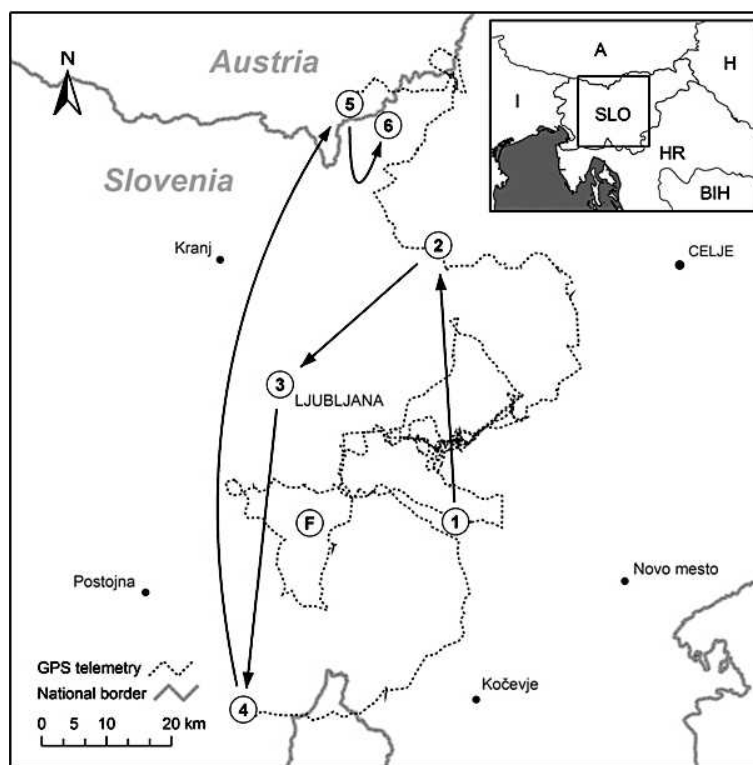 N
Austria
A
H
I
SLO
HR
BIH
5
6
Slovenia
Kranj
2
CELJE
3
LJUBLJANA
F
1
Postojna
Novo mesto
GPS telemetry
National border
4
Kočevje
0 5 10 20 km